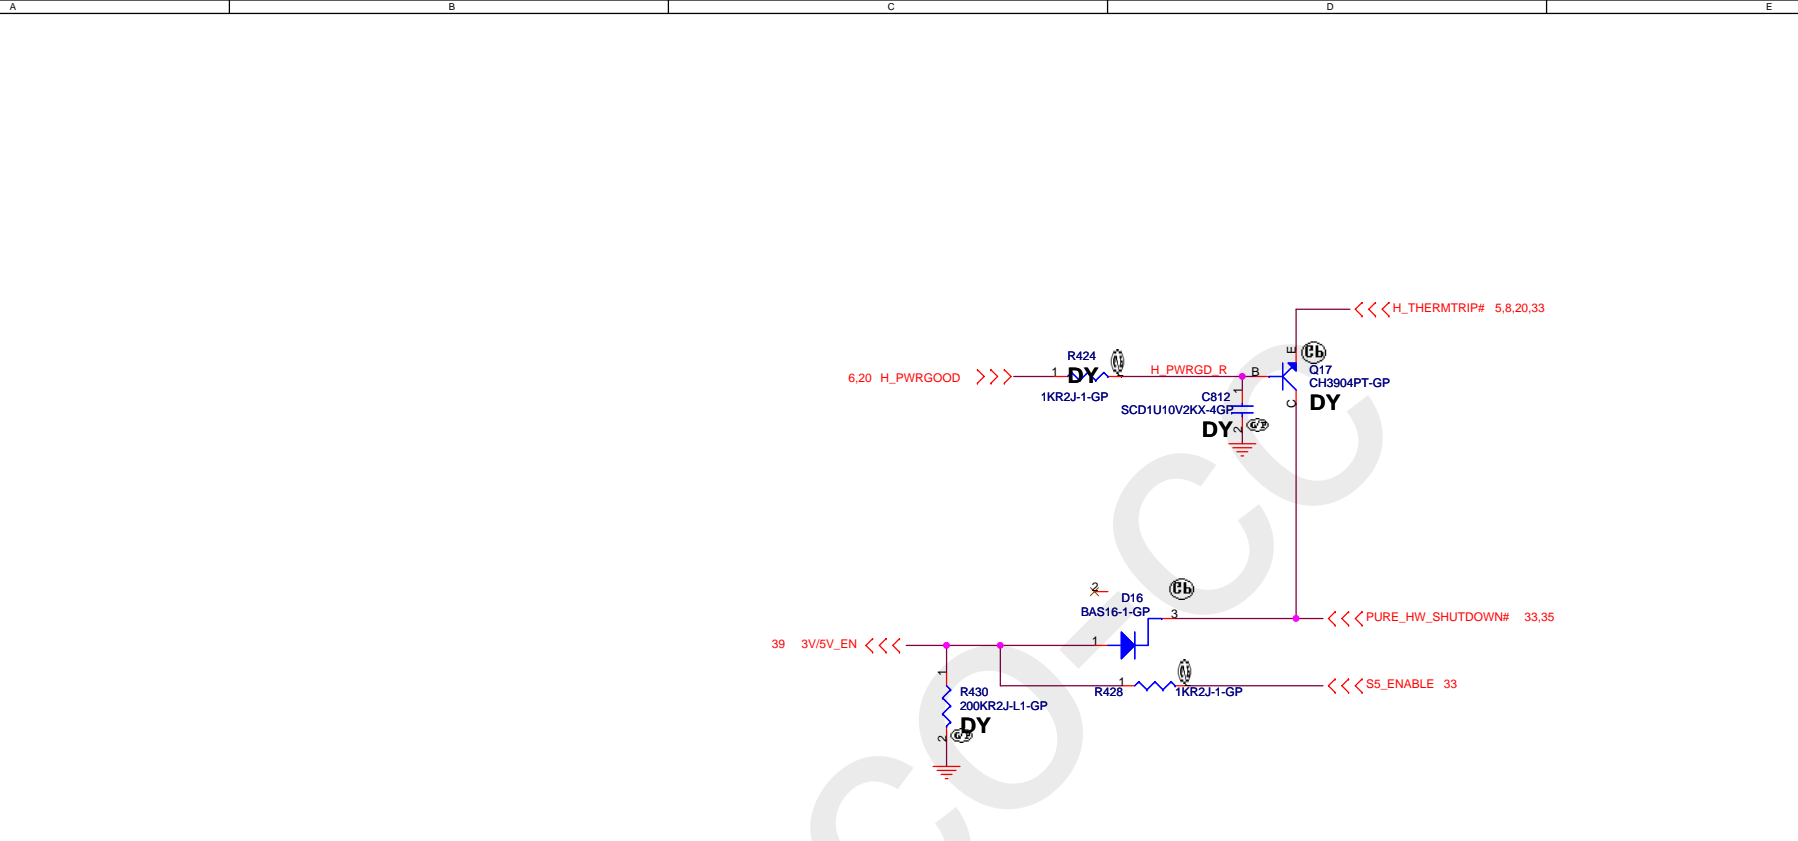 A B C D E
H_THERMTRIP# 5,8,20,33
R424
1 DY
1KR2J-1-GP
6,20 H_PWRGOOD
H_PWRGD_R
B
E
C
Q17
CH3904PT-GP
DY
1
C812
SCD1U10V2KX-4GP
DY
2
G/P
2
D16
BAS16-1-GP
3
1
PURE_HW_SHUTDOWN# 33,35
39 3V/5V_EN
1
R430
200KR2J-L1-GP
DY
2
G/P
R428
1
1KR2J-1-GP
S5_ENABLE 33